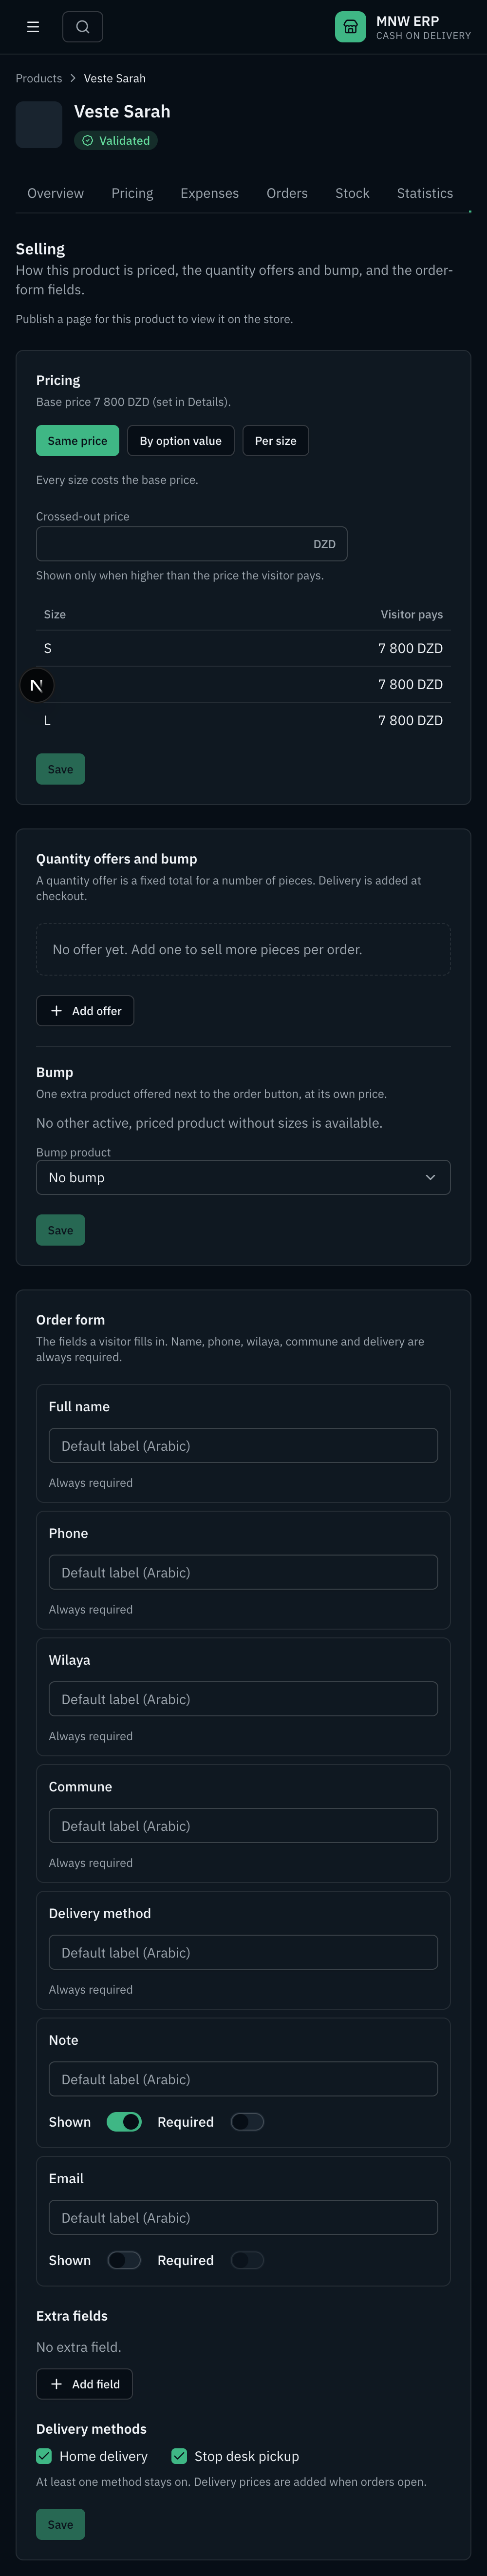 MNW ERP
CASH ON DELIVERY
Products > Veste Sarah
Veste Sarah
Validated
Overview Pricing Expenses Orders Stock Statistics
Selling
How this product is priced, the quantity offers and bump, and the order-
form fields.
Publish a page for this product to view it on the store.
Pricing
Base price 7 800 DZD (set in Details).
Same price By option value Per size
Every size costs the base price.
Crossed-out price
DZD
Shown only when higher than the price the visitor pays.
Size Visitor pays
S 7 800 DZD
N 7 800 DZD
L 7 800 DZD
Save
Quantity offers and bump
A quantity offer is a fixed total for a number of pieces. Delivery is added at
checkout.
No offer yet. Add one to sell more pieces per order.
Add offer
Bump
One extra product offered next to the order button, at its own price.
No other active, priced product without sizes is available.
Bump product
No bump
Save
Order form
The fields a visitor fills in. Name, phone, wilaya, commune and delivery are
always required.
Full name
Default label (Arabic)
Always required
Phone
Default label (Arabic)
Always required
Wilaya
Default label (Arabic)
Always required
Commune
Default label (Arabic)
Always required
Delivery method
Default label (Arabic)
Always required
Note
Default label (Arabic)
Shown Required
Email
Default label (Arabic)
Shown Required
Extra fields
No extra field.
Add field
Delivery methods
Home delivery Stop desk pickup
At least one method stays on. Delivery prices are added when orders open.
Save